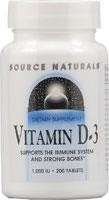 SOURCE NATURALS
DIETARY SUPPLEMENT
VITAMIN D-3
SUPPORTS THE IMMUNE SYSTEM
AND STRONG BONES
1,000 IU • 200 TABLETS